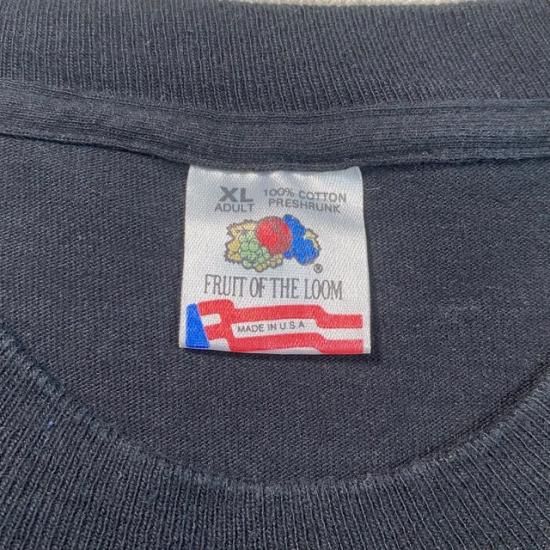 XL 100% COTTON
ADULT PRESHRUNK
®
FRUIT OF THE LOOM
MADE IN U.S.A